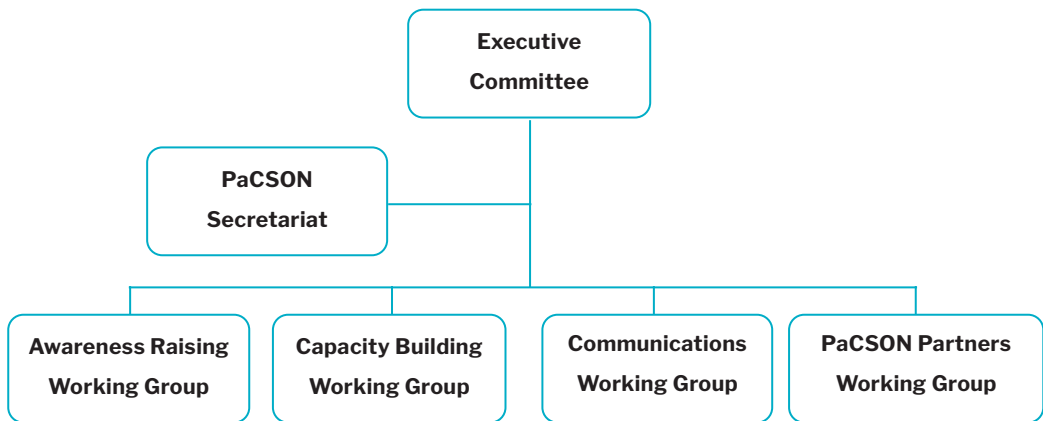 Executive
Committee
PaCSON
Secretariat
Awareness Raising
Working Group
Capacity Building
Working Group
Communications
Working Group
PaCSON Partners
Working Group